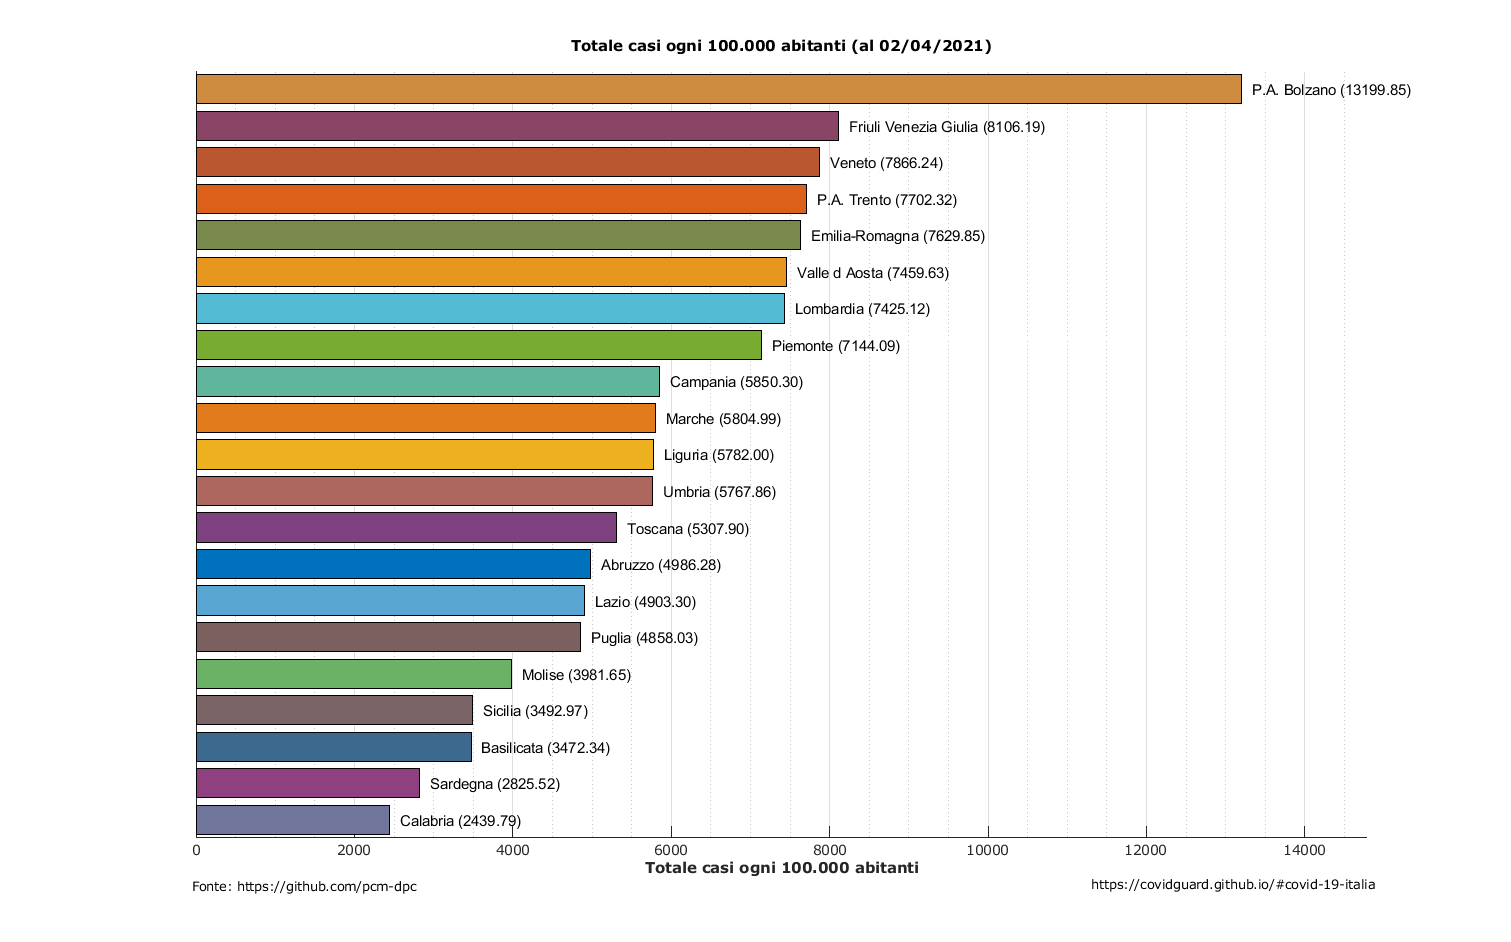 Totale casi ogni 100.000 abitanti (al 02/04/2021)
P.A. Bolzano (13199.85)
Friuli Venezia Giulia (8106.19)
Veneto (7866.24)
P.A. Trento (7702.32)
Emilia-Romagna (7629.85)
Valle d Aosta (7459.63)
Lombardia (7425.12)
Piemonte (7144.09)
Campania (5850.30)
Marche (5804.99)
Liguria (5782.00)
Umbria (5767.86)
Toscana (5307.90)
Abruzzo (4986.28)
Lazio (4903.30)
Puglia (4858.03)
Molise (3981.65)
Sicilia (3492.97)
Basilicata (3472.34)
Sardegna (2825.52)
Calabria (2439.79)
0 2000 4000 6000 8000 10000 12000 14000
Totale casi ogni 100.000 abitanti
Fonte: https://github.com/pcm-dpc
https://covidguard.github.io/#covid-19-italia